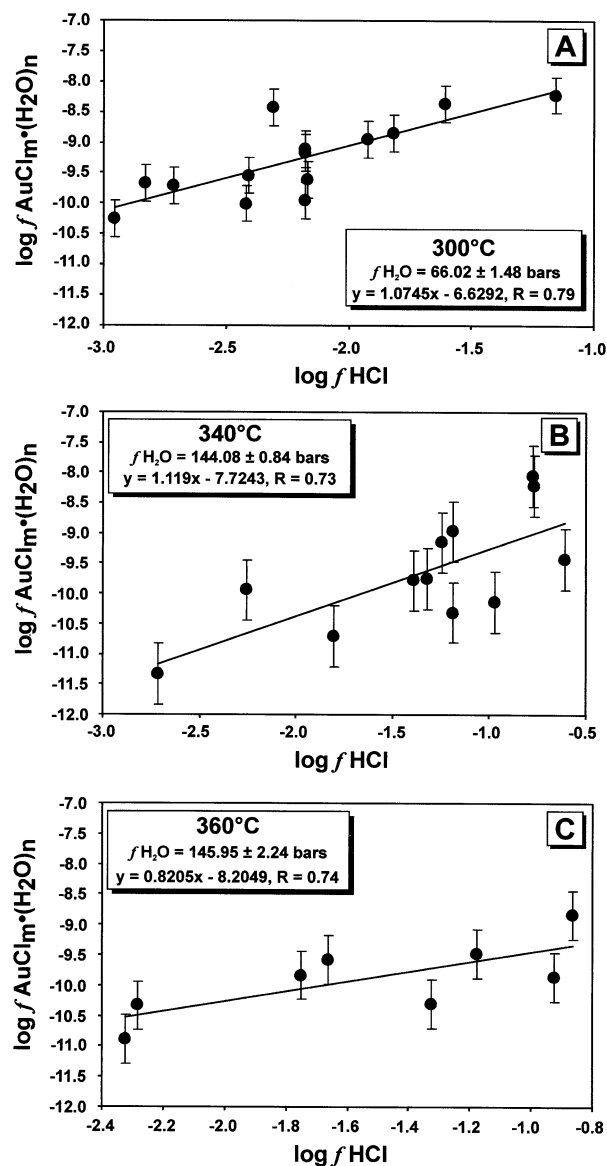 -7.0
A
-7.5
-8.0
-8.5
-9.0
-9.5
-10.0
-10.5
-11.0
-11.5
-12.0
log f AuClm•(H2O)n
300°C
f H2O = 66.02 ± 1.48 bars
y = 1.0745x - 6.6292, R = 0.79
-3.0 -2.5 -2.0 -1.5 -1.0
log f HCl
-7.0
B
-7.5
-8.0
-8.5
-9.0
-9.5
-10.0
-10.5
-11.0
-11.5
-12.0
log f AuClm•(H2O)n
340°C
f H2O = 144.08 ± 0.84 bars
y = 1.119x - 7.7243, R = 0.73
-3.0 -2.5 -2.0 -1.5 -1.0 -0.5
log f HCl
-7.0
C
-7.5
-8.0
-8.5
-9.0
-9.5
-10.0
-10.5
-11.0
-11.5
-12.0
log f AuClm•(H2O)n
360°C
f H2O = 145.95 ± 2.24 bars
y = 0.8205x - 8.2049, R = 0.74
-2.4 -2.2 -2.0 -1.8 -1.6 -1.4 -1.2 -1.0 -0.8
log f HCl